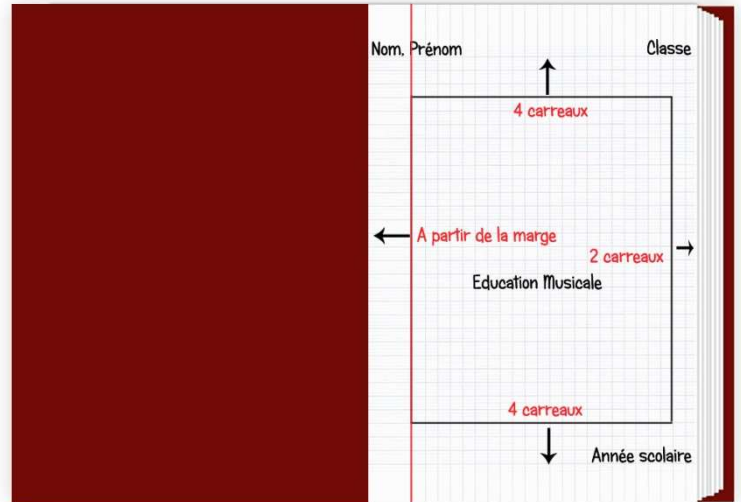 Nom, Prénom Classe
4 carreaux
A partir de la marge
2 carreaux
Education Musicale
4 carreaux
Année scolaire